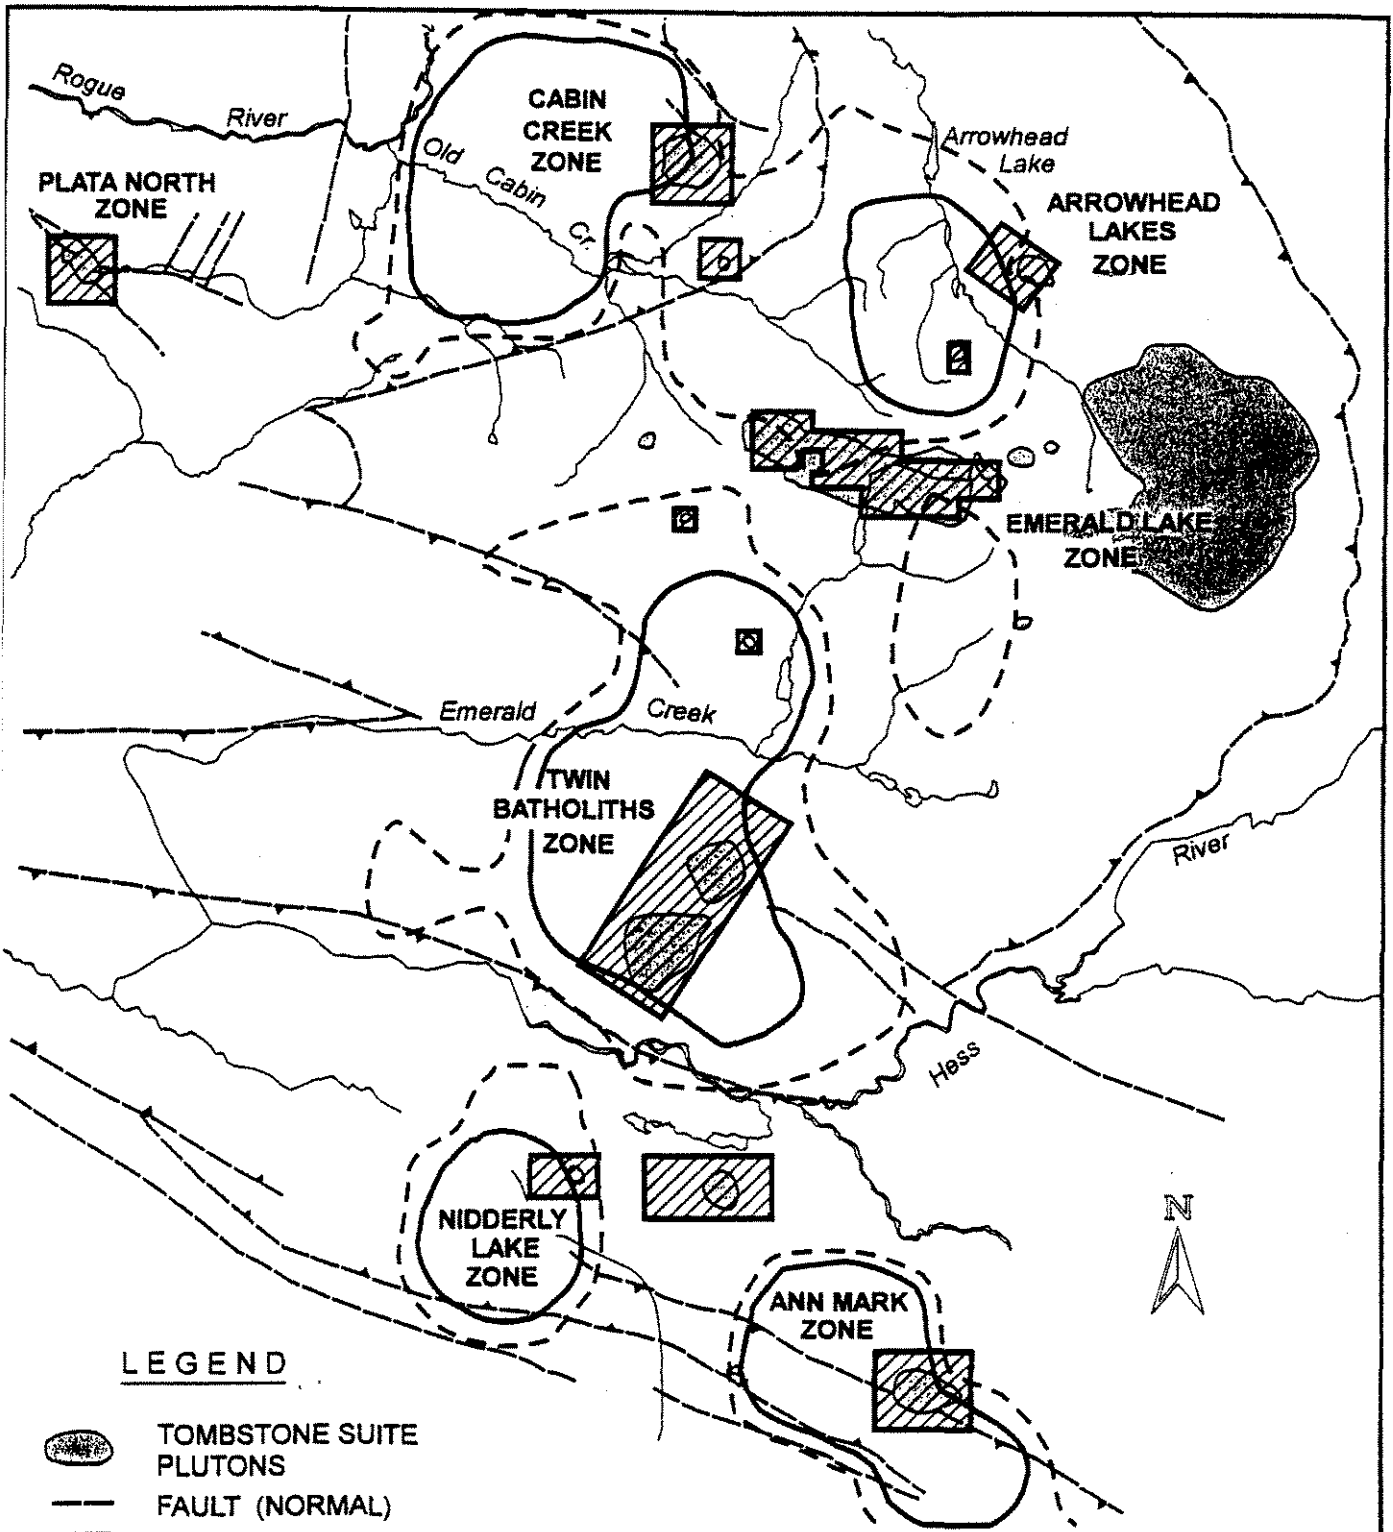 Rogue
River
CABIN
CREEK
ZONE
Old
Cabin
Cr.
Arrowhead
Lake
PLATA NORTH
ZONE
ARROWHEAD
LAKES
ZONE
EMERALD LAKE
ZONE
Emerald
Creek
TWIN
BATHOLITHS
ZONE
River
Hess
NIDDERLY
LAKE
ZONE
N
ANN MARK
ZONE
LEGEND
TOMBSTONE SUITE
PLUTONS
FAULT (NORMAL)